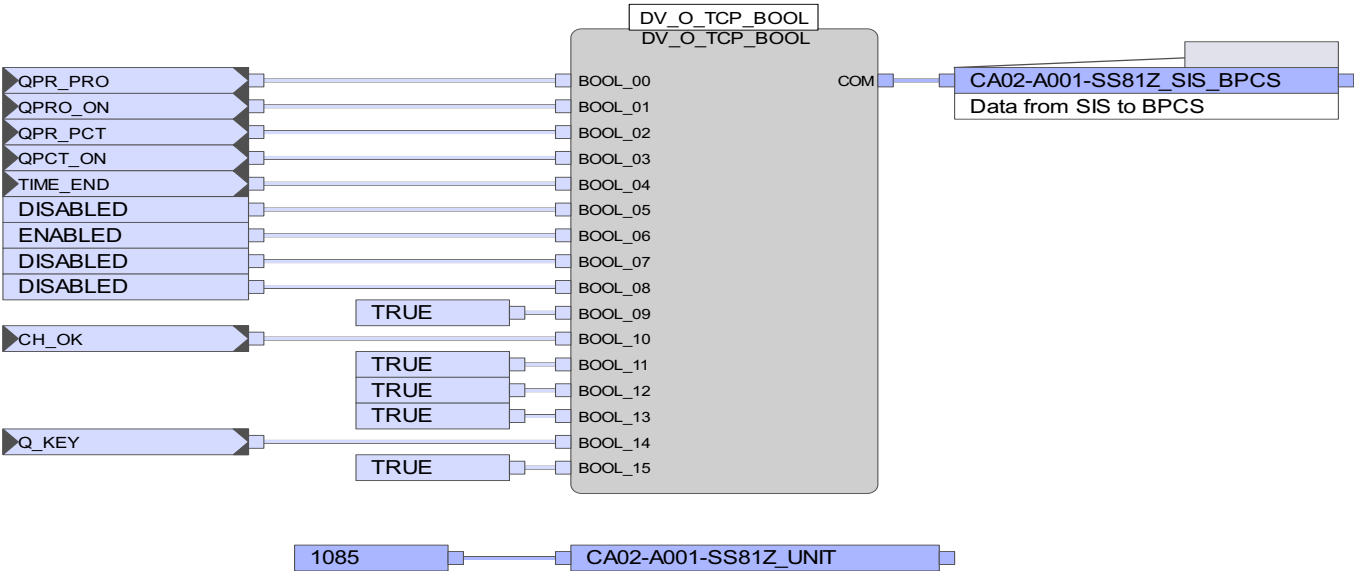 DV_O_TCP_BOOL
DV_O_TCP_BOOL
QPR_PRO BOOL_00 COM CA02-A001-SS81Z_SIS_BPCS
QPRO_ON BOOL_01 Data from SIS to BPCS
QPR_PCT BOOL_02
QPCT_ON BOOL_03
TIME_END BOOL_04
DISABLED BOOL_05
ENABLED BOOL_06
DISABLED BOOL_07
DISABLED BOOL_08
TRUE BOOL_09
CH_OK BOOL_10
TRUE BOOL_11
TRUE BOOL_12
TRUE BOOL_13
Q_KEY BOOL_14
TRUE BOOL_15
1085 CA02-A001-SS81Z_UNIT